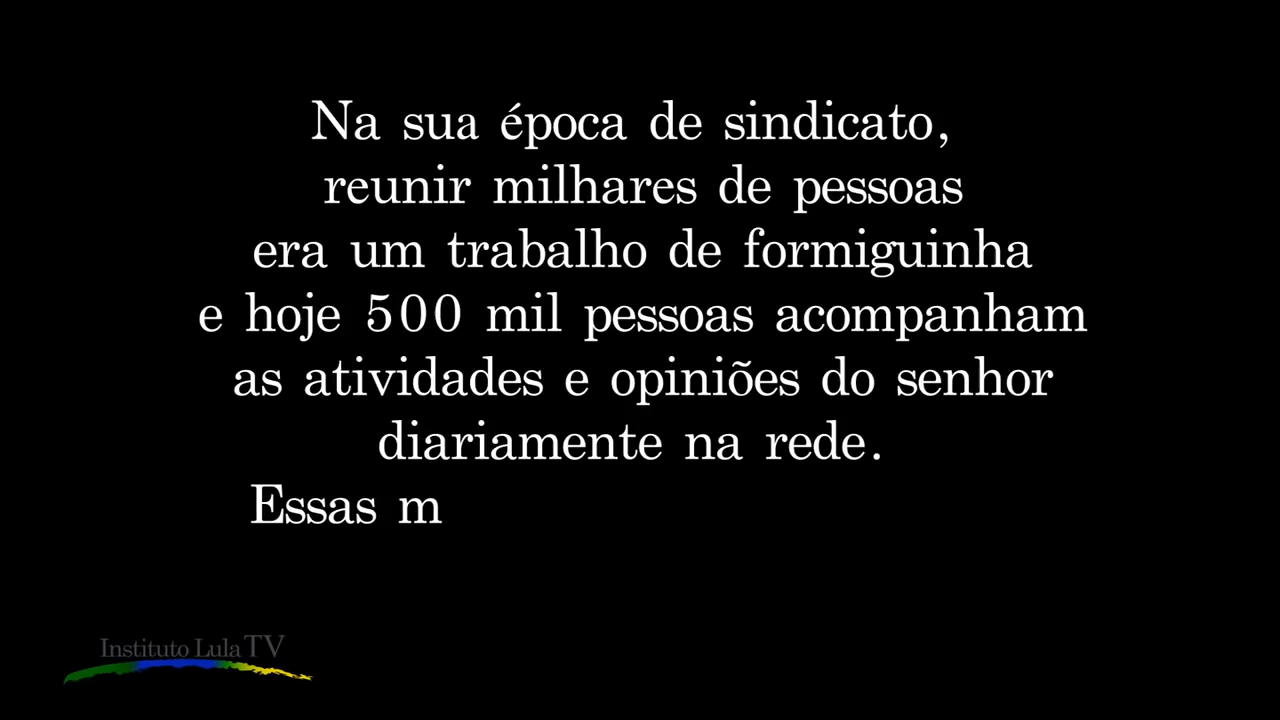 Na sua época de sindicato,
reunir milhares de pessoas
era um trabalho de formiguinha
e hoje 500 mil pessoas acompanham
as atividades e opiniões do senhor
diariamente na rede.
Essas m
Instituto Lula TV